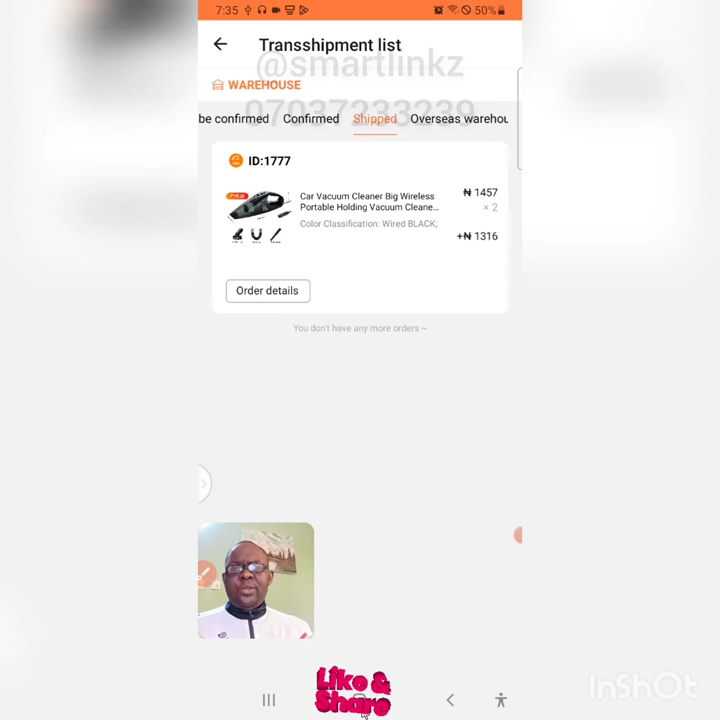 7:35
50%
Transshipment list
@smartlinkz
WAREHOUSE
07037233239
be confirmed
Confirmed
Shipped
Overseas warehou
ID:1777
Car Vacuum Cleaner Big Wireless
₦ 1457
Portable Holding Vacuum Cleane...
× 2
Color Classification: Wired BLACK;
+₦ 1316
Order details
You don't have any more orders ~
Like &
Share
InShOt